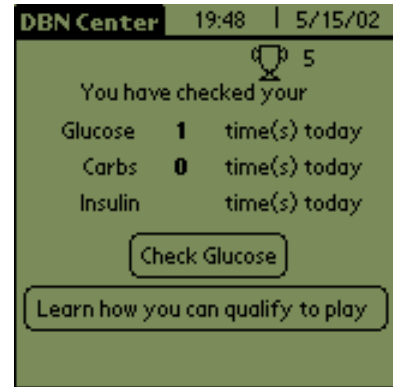 DBN Center 19:48 | 5/15/02
5
You have checked your
Glucose 1 time(s) today
Carbs 0 time(s) today
Insulin time(s) today
Check Glucose
Learn how you can qualify to play